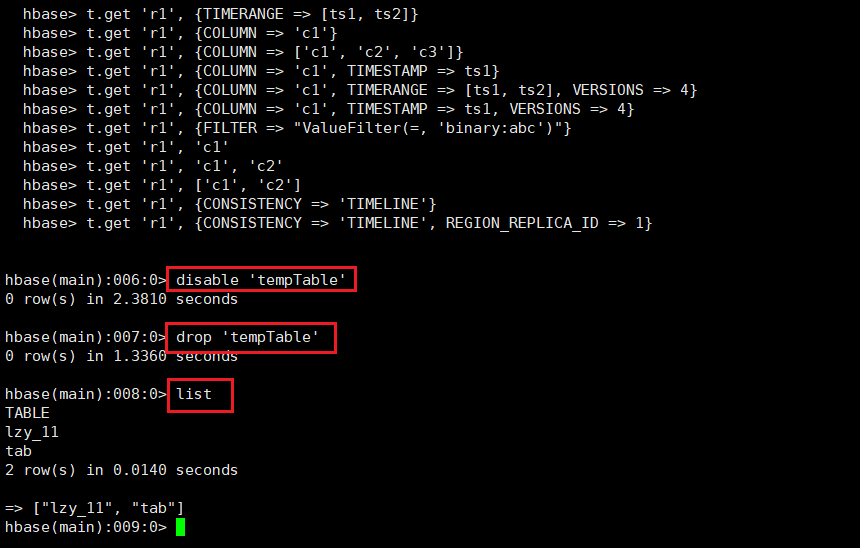 hbase> t.get 'r1', {TIMERANGE => [ts1, ts2]}
hbase> t.get 'r1', {COLUMN => 'c1'}
hbase> t.get 'r1', {COLUMN => ['c1', 'c2', 'c3']}
hbase> t.get 'r1', {COLUMN => 'c1', TIMESTAMP => ts1}
hbase> t.get 'r1', {COLUMN => 'c1', TIMERANGE => [ts1, ts2], VERSIONS => 4}
hbase> t.get 'r1', {COLUMN => 'c1', TIMESTAMP => ts1, VERSIONS => 4}
hbase> t.get 'r1', {FILTER => "ValueFilter(=, 'binary:abc')"}
hbase> t.get 'r1', 'c1'
hbase> t.get 'r1', 'c1', 'c2'
hbase> t.get 'r1', ['c1', 'c2']
hbase> t.get 'r1', {CONSISTENCY => 'TIMELINE'}
hbase> t.get 'r1', {CONSISTENCY => 'TIMELINE', REGION_REPLICA_ID => 1}
hbase(main):006:0> disable 'tempTable'
0 row(s) in 2.3810 seconds
hbase(main):007:0> drop 'tempTable'
0 row(s) in 1.3360 seconds
hbase(main):008:0> list
TABLE
lzy_11
tab
2 row(s) in 0.0140 seconds
=> ["lzy_11", "tab"]
hbase(main):009:0>